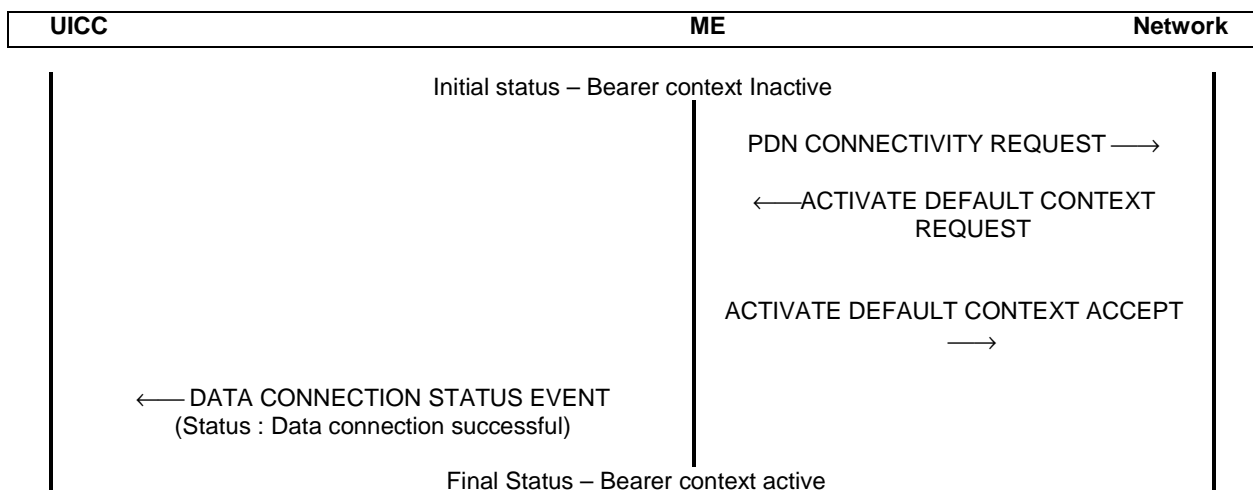 UICC ME Network
Initial status – Bearer context Inactive
PDN CONNECTIVITY REQUEST ⟶
⟵ACTIVATE DEFAULT CONTEXT
REQUEST
ACTIVATE DEFAULT CONTEXT ACCEPT
⟶
⟵ DATA CONNECTION STATUS EVENT
(Status : Data connection successful)
Final Status – Bearer context active